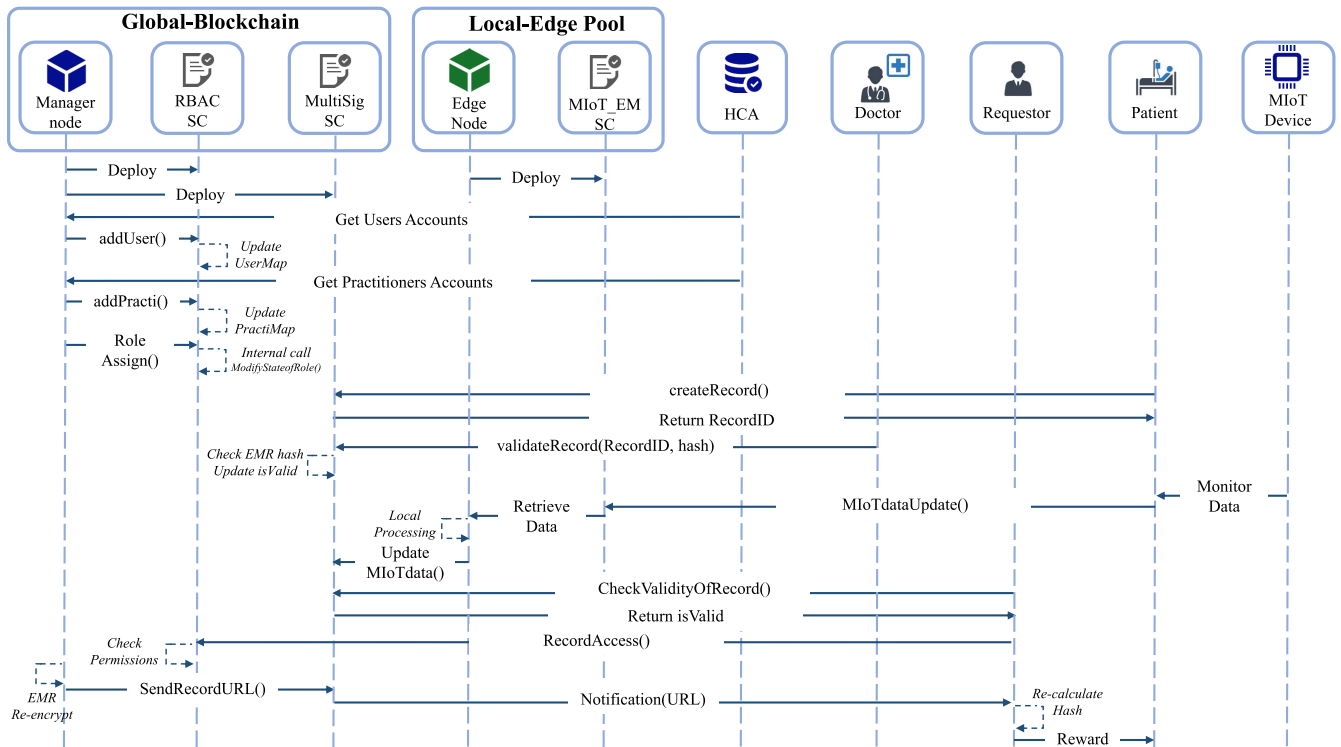 Global-Blockchain
Local-Edge Pool
Manager
node
RBAC
SC
MultiSig
SC
Edge
Node
MIoT_EM
SC
HCA
Doctor
Requestor
Patient
MIoT
Device
Deploy
Deploy
Deploy
Get Users Accounts
addUser()
Update
UserMap
Get Practitioners Accounts
addPracti()
Update
PractiMap
Role
Assign()
Internal call
ModifyStateofRole()
createRecord()
Return RecordID
validateRecord(RecordID, hash)
Check EMR hash
Update isValid
Monitor
Data
MIoTdataUpdate()
Retrieve
Data
Local
Processing
Update
MIoTdata()
CheckValidityOfRecord()
Return isValid
RecordAccess()
Check
Permissions
SendRecordURL()
EMR
Re-encrypt
Notification(URL)
Re-calculate
Hash
Reward